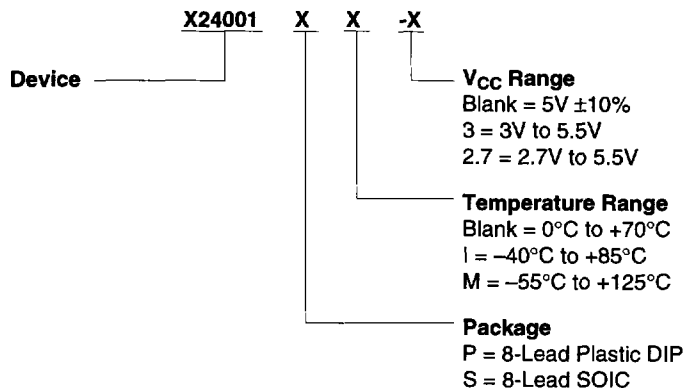 X24001 X X -X
Device
VCC Range
Blank = 5V ±10%
3 = 3V to 5.5V
2.7 = 2.7V to 5.5V
Temperature Range
Blank = 0°C to +70°C
I = –40°C to +85°C
M = –55°C to +125°C
Package
P = 8-Lead Plastic DIP
S = 8-Lead SOIC